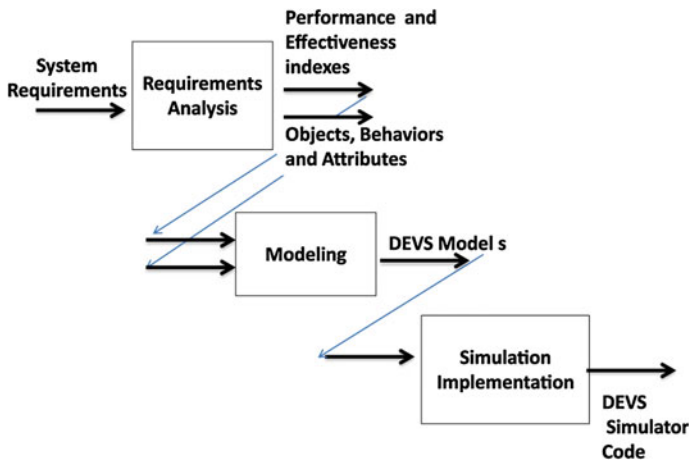 Performance and
Effectiveness
indexes
System
Requirements
Requirements
Analysis
Objects, Behaviors
and Attributes
Modeling
DEVS Model s
Simulation
Implementation
DEVS
Simulator
Code